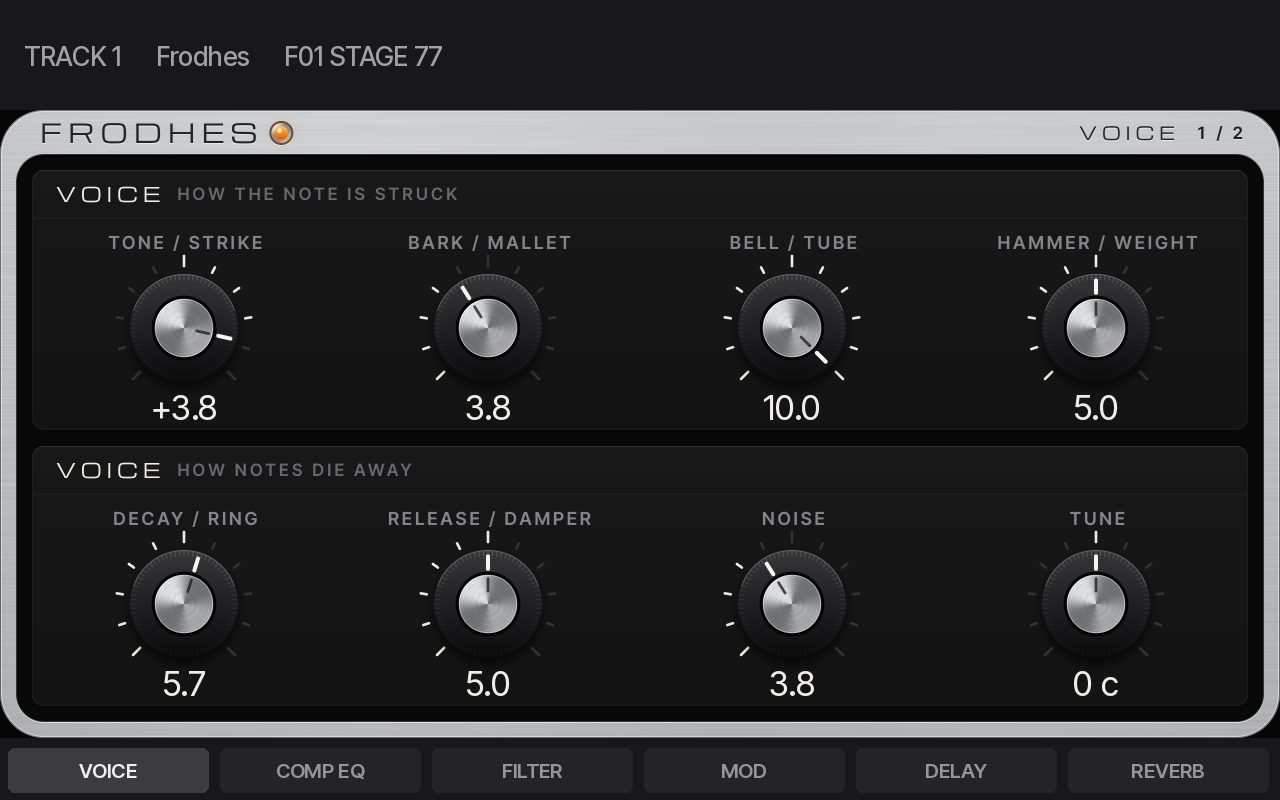 TRACK 1 Frodhes F01 STAGE 77
FRODHES VOICE 1 / 2
VOICE HOW THE NOTE IS STRUCK
TONE / STRIKE BARK / MALLET BELL / TUBE HAMMER / WEIGHT
+3.8 3.8 10.0 5.0
VOICE HOW NOTES DIE AWAY
DECAY / RING RELEASE / DAMPER NOISE TUNE
5.7 5.0 3.8 0 c
VOICE COMP EQ FILTER MOD DELAY REVERB